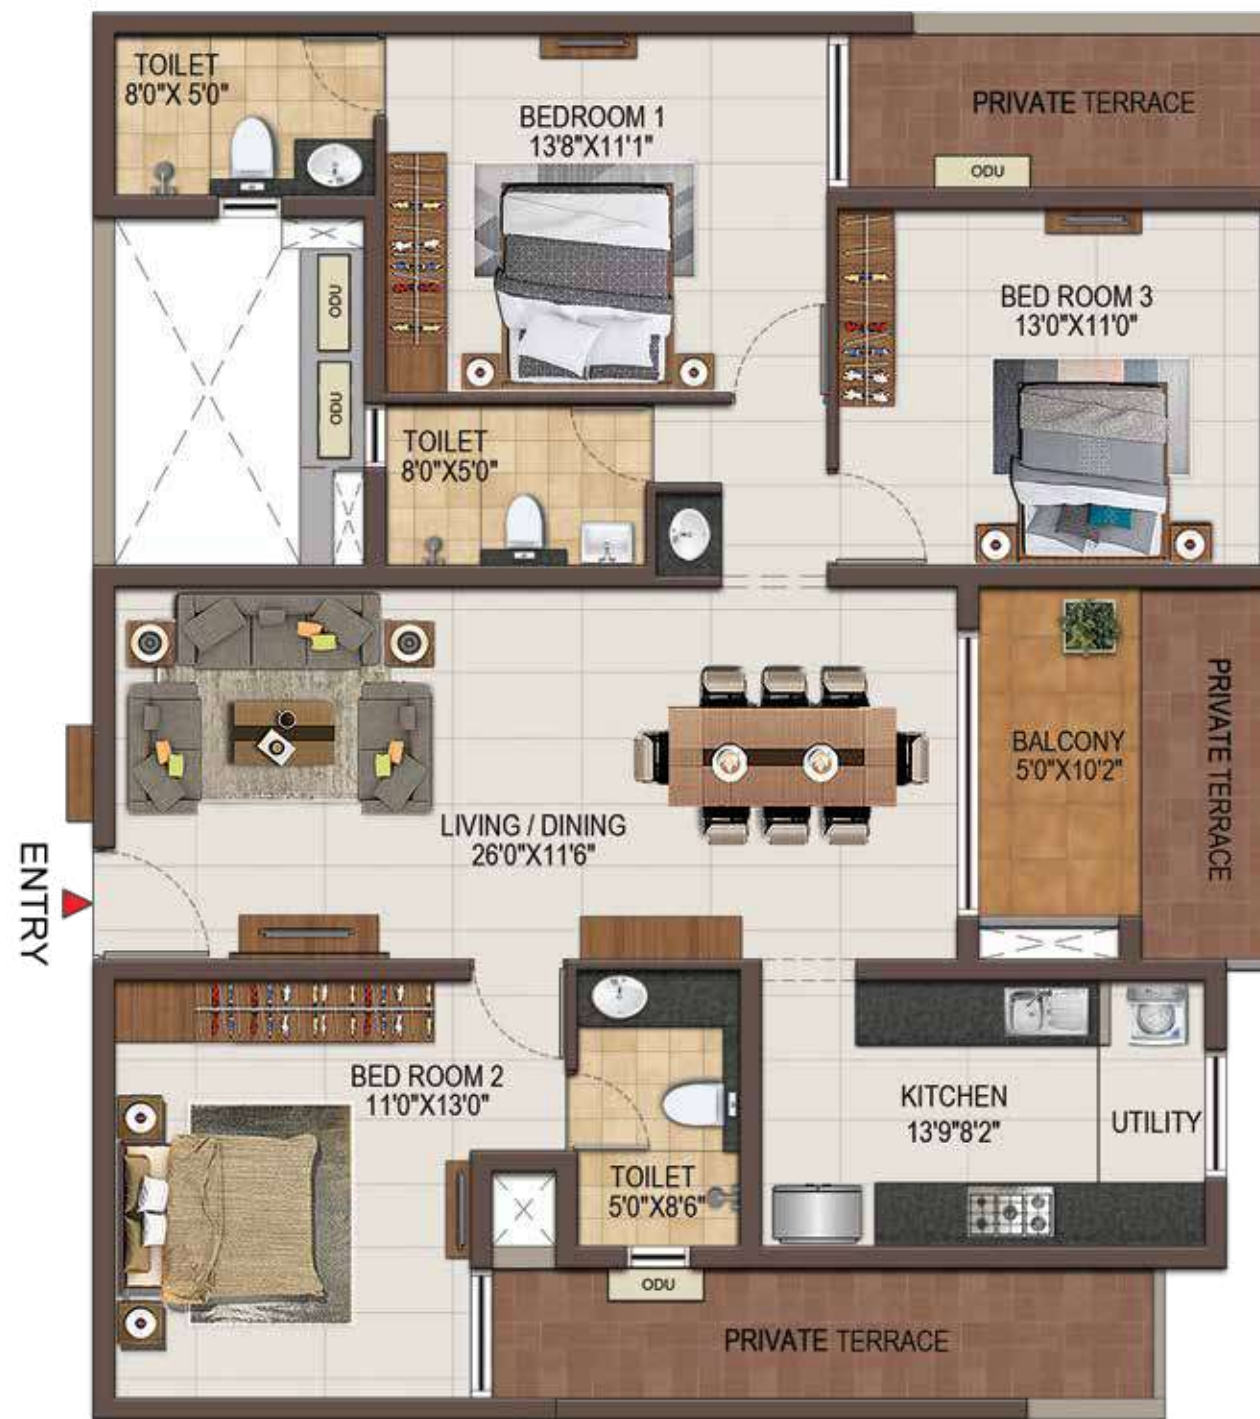 TOILET
8'0"X 5'0"
BEDROOM 1
13'8"X11'1"
PRIVATE TERRACE
ODU
ODU
ODU
BED ROOM 3
13'0"X11'0"
TOILET
8'0"X5'0"
LIVING / DINING
26'0"X11'6"
BALCONY
5'0"X10'2"
PRIVATE TERRACE
ENTRY
BED ROOM 2
11'0"X13'0"
KITCHEN
13'9"8'2"
UTILITY
TOILET
5'0"X8'6"
ODU
PRIVATE TERRACE